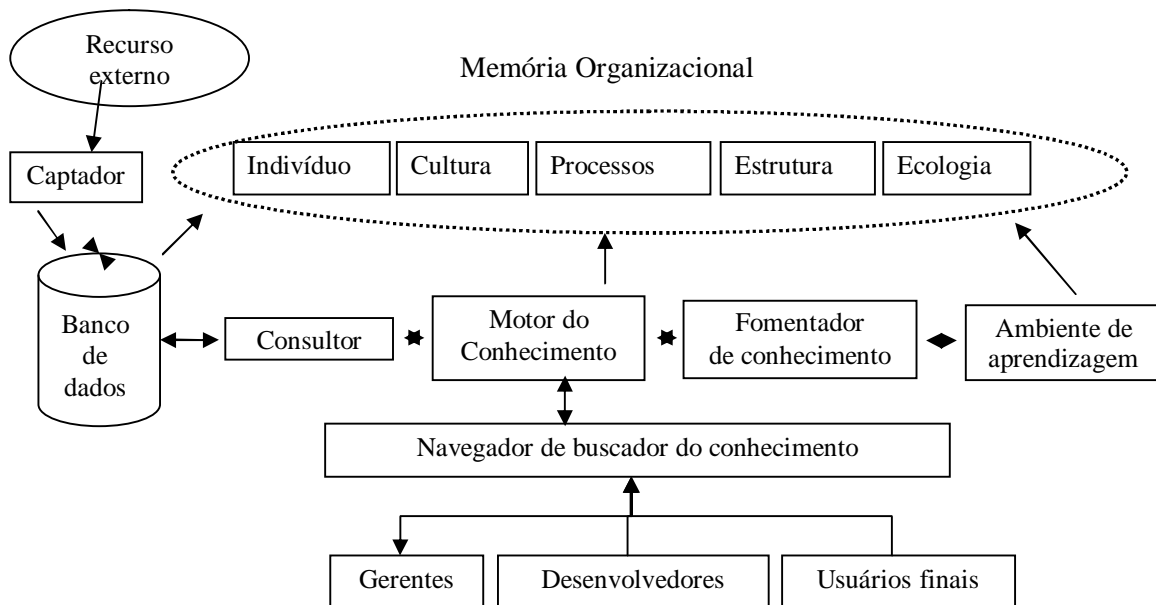 Recurso
externo
Memória Organizacional
Captador
Indivíduo
Cultura
Processos
Estrutura
Ecologia
Banco
de
dados
Consultor
Motor do
Conhecimento
Fomentador
de conhecimento
Ambiente de
aprendizagem
Navegador de buscador do conhecimento
Gerentes
Desenvolvedores
Usuários finais